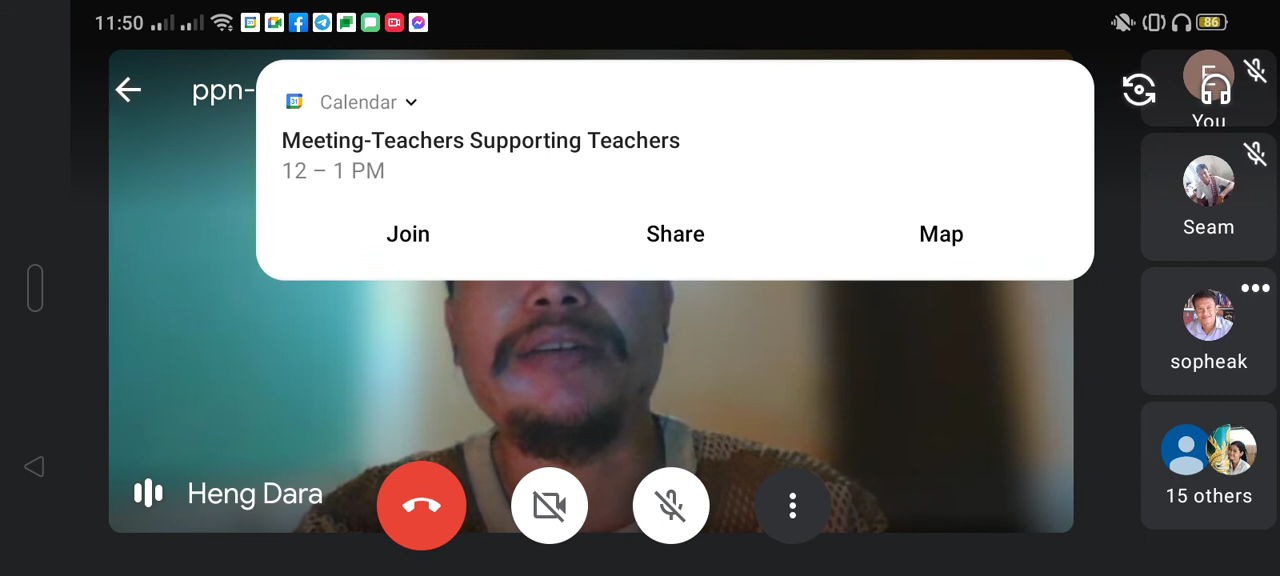 11:50
86
ppn-
31
Calendar
Meeting-Teachers Supporting Teachers
12 – 1 PM
Join
Share
Map
E
You
Seam
sopheak
15 others
Heng Dara